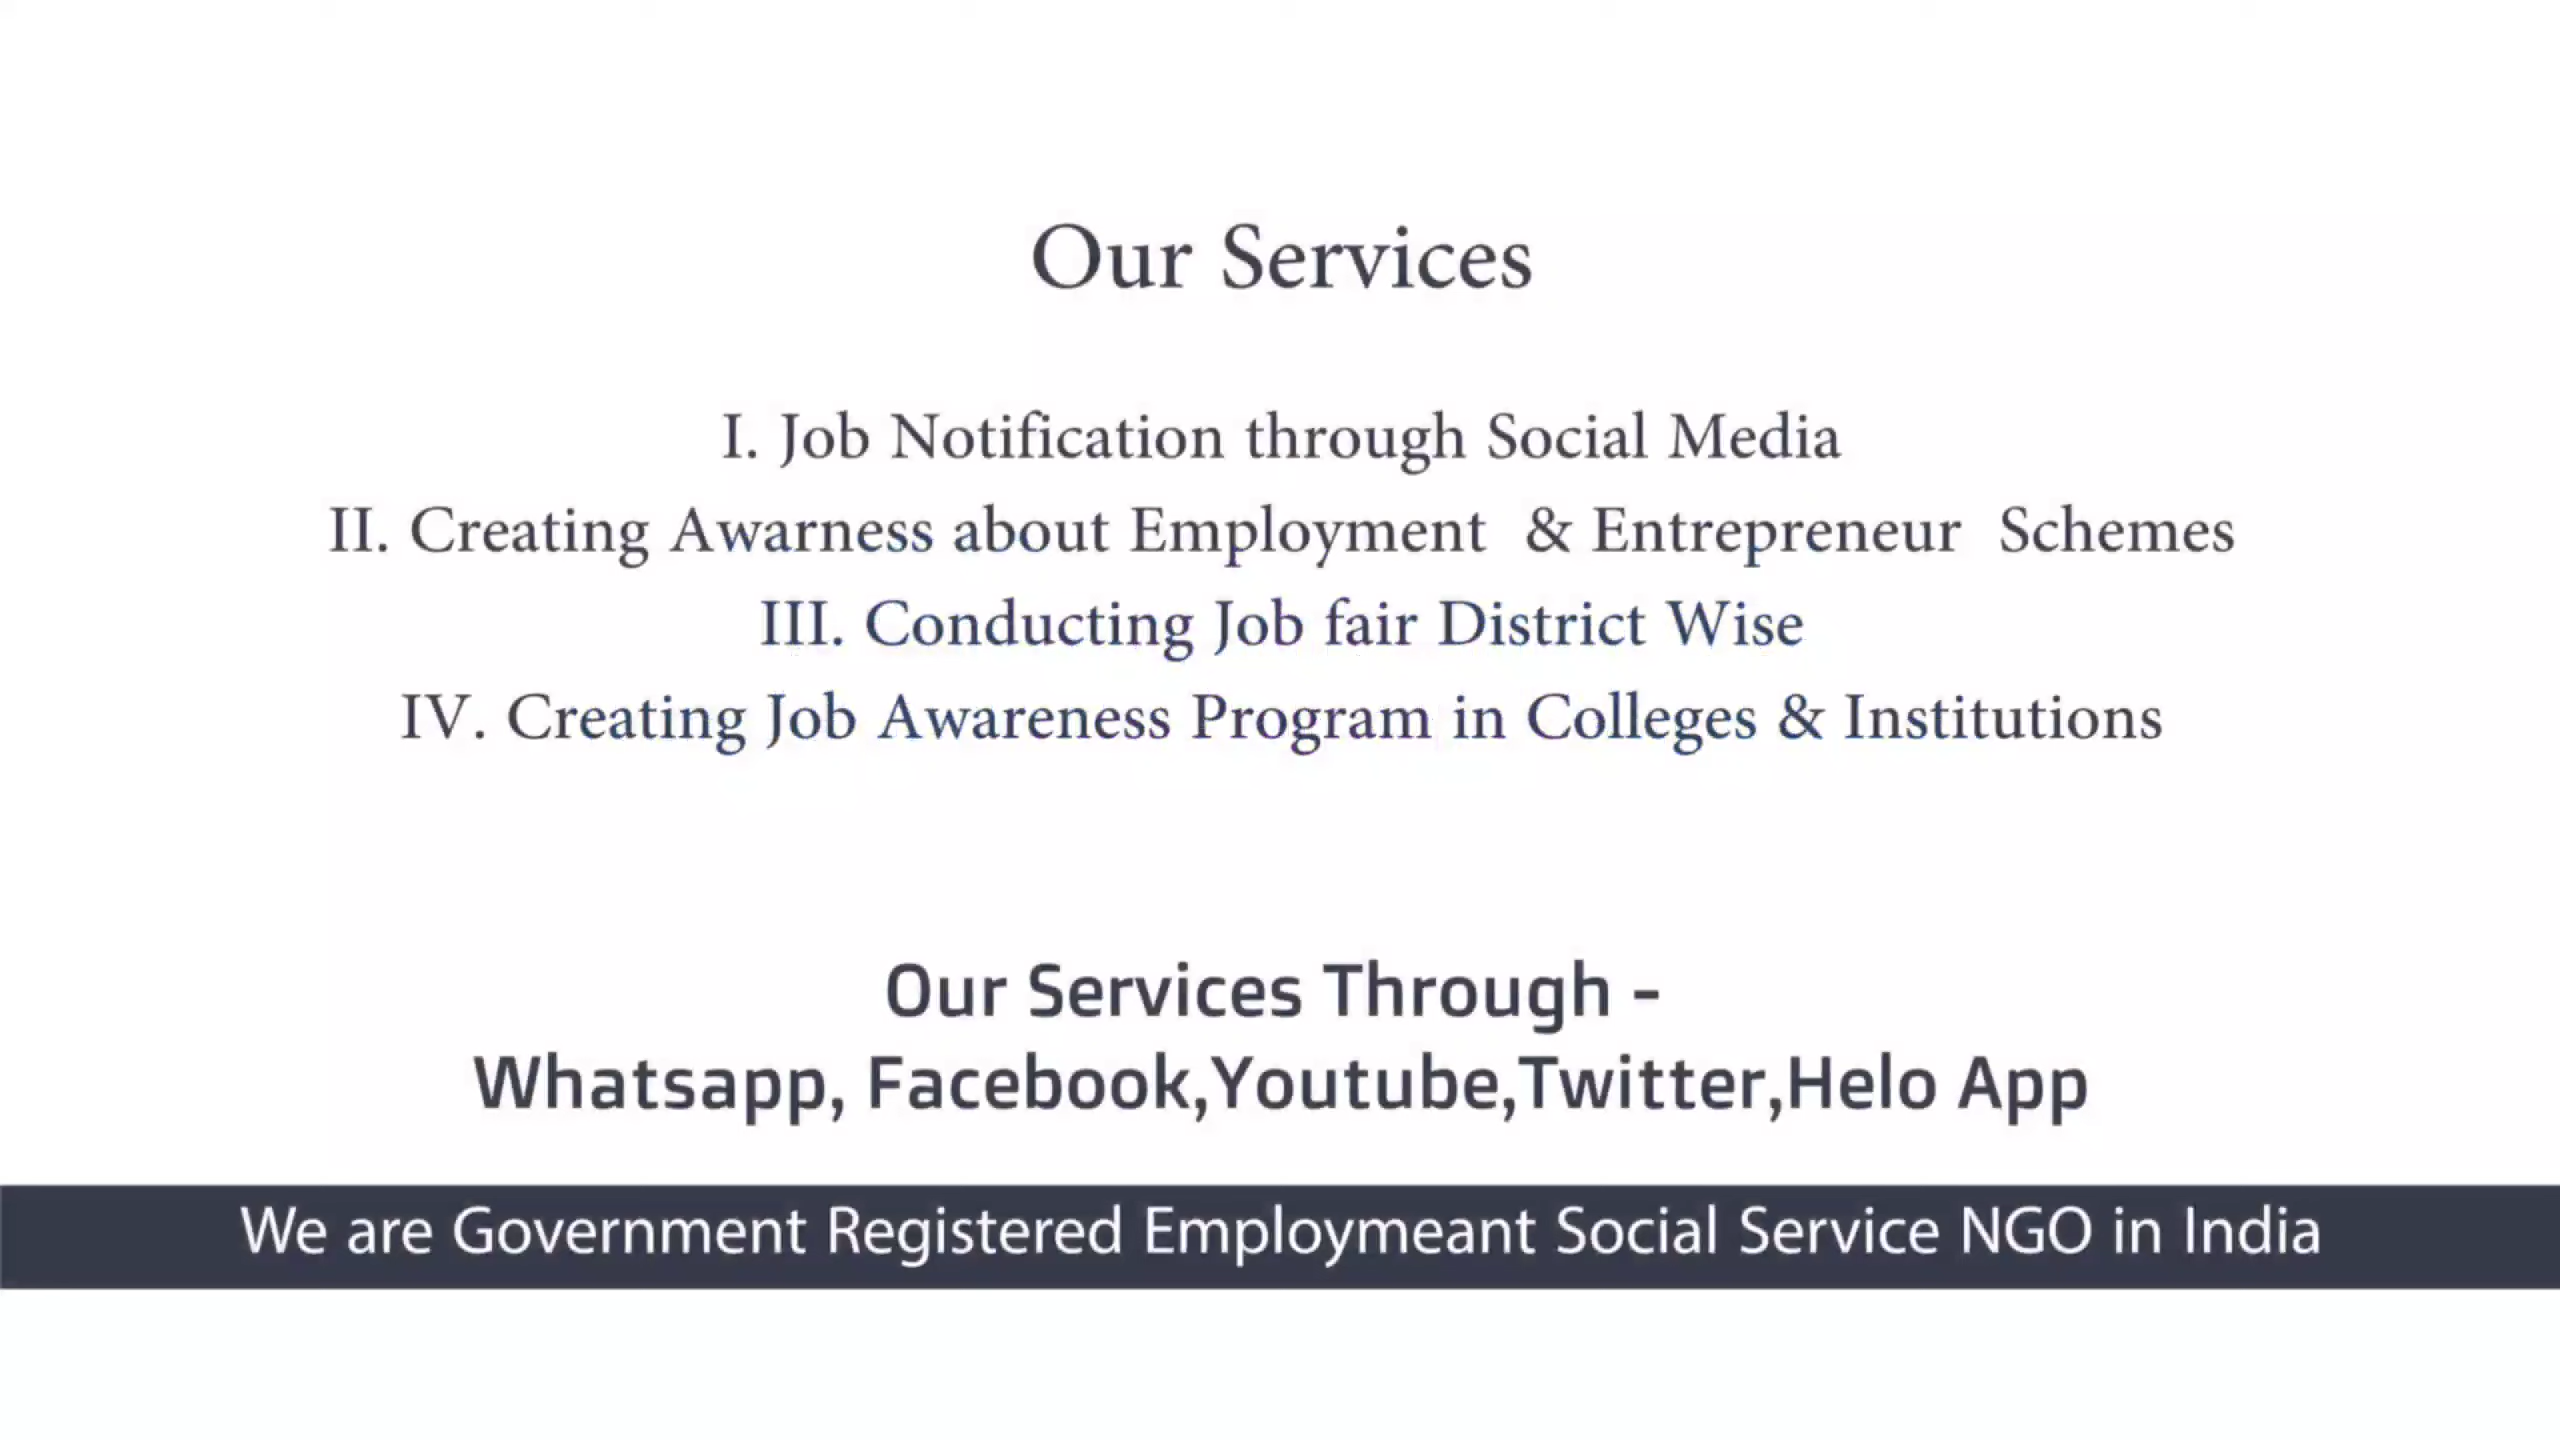 Our Services
I. Job Notification through Social Media
II. Creating Awarness about Employment & Entrepreneur Schemes
III. Conducting Job fair District Wise
IV. Creating Job Awareness Program in Colleges & Institutions
Our Services Through -
Whatsapp, Facebook,Youtube,Twitter,Helo App
We are Government Registered Employmeant Social Service NGO in India